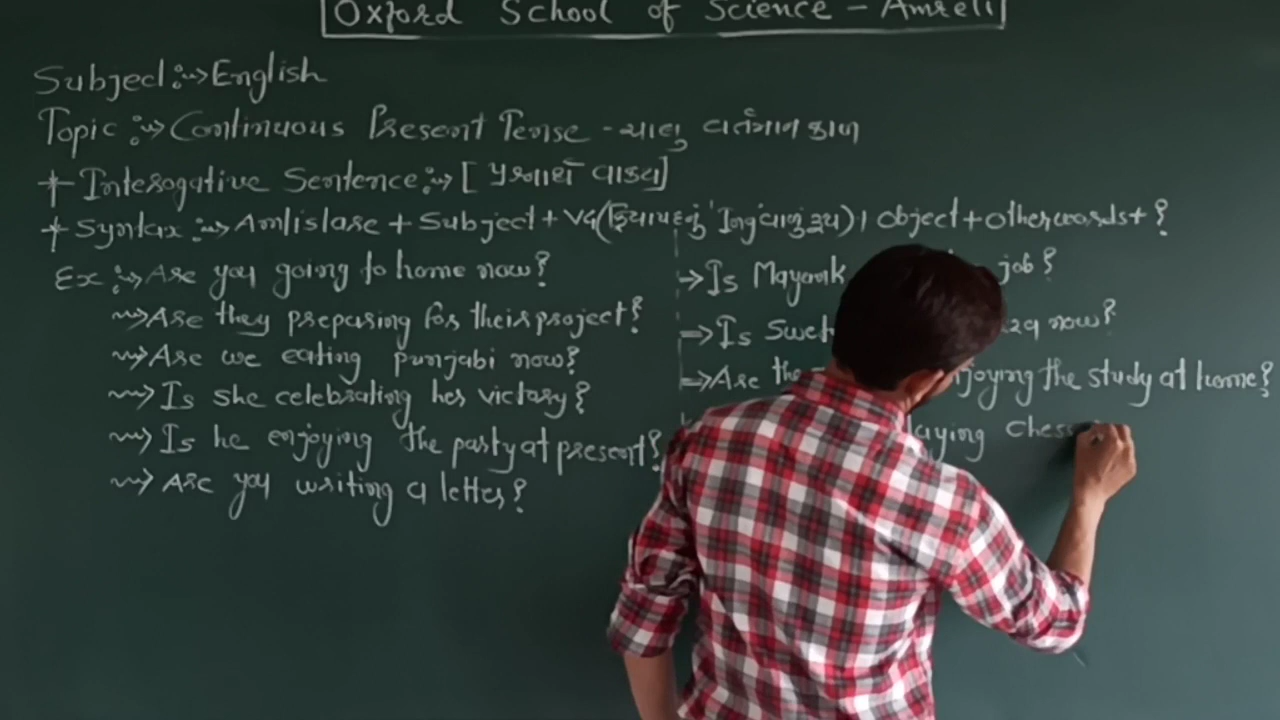 Oxford School of Science - Amreli
Subject :→ English
Topic :→ Continuous Present Tense - ચાલુ વર્તમાન કાળ
+ Interogative Sentence :→ [ પ્રશ્નાર્થ વાક્ય ]
+ Syntax :→ Am/is/are + Subject + V4 ( ક્રિયાપદનું 'Ing' વાળું રૂપ ) + object + other words + ?
Ex :→ Are you going to home now?
→ Are they preparing for their project?
→ Are we eating punjabi now?
→ Is she celebrating her victory?
→ Is he enjoying the party at present?
→ Are you writing a letter?
→ Is Mayank job?
→ Is now?
→ Are the the study at home?
chess